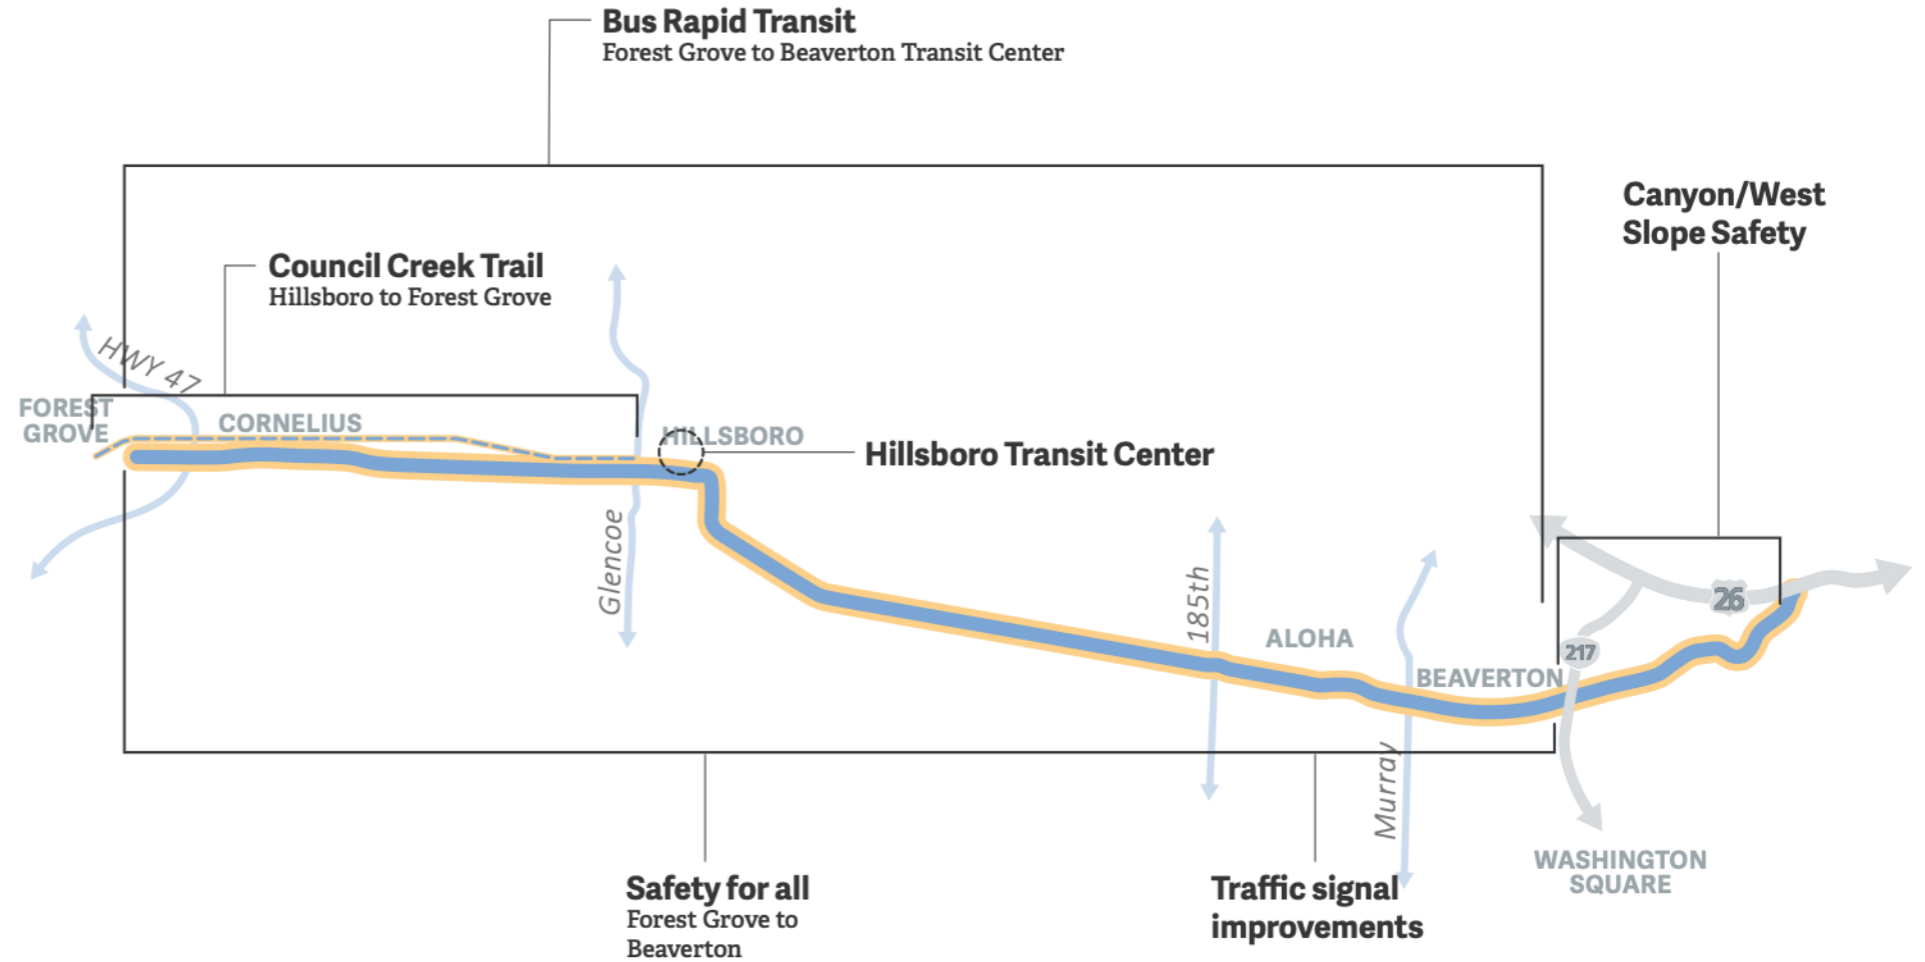 Bus Rapid Transit
Forest Grove to Beaverton Transit Center
Canyon/West
Slope Safety
Council Creek Trail
Hillsboro to Forest Grove
HWY 47
FOREST
GROVE
CORNELIUS
HILLSBORO
Hillsboro Transit Center
Glencoe
185th
ALOHA
BEAVERTON
26
217
Murray
WASHINGTON
SQUARE
Safety for all
Forest Grove to
Beaverton
Traffic signal
improvements